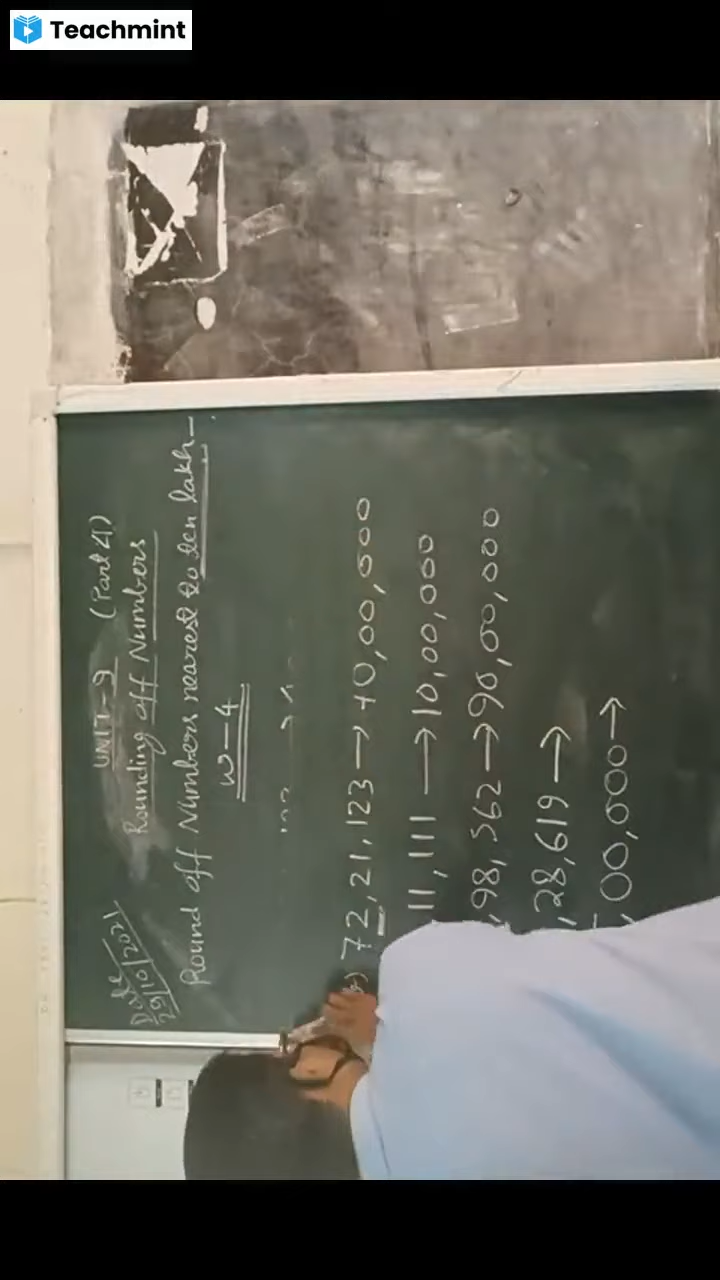 Teachmint
Date
29/10/2021
UNIT-9 (Part 4)
Rounding off Numbers
Round off Numbers nearest to ten lakh-
W-4
72,21,123 → 70,00,000
11,111 → 10,00,000
,98,562 → 90,00,000
,28,619 →
,00,000 →